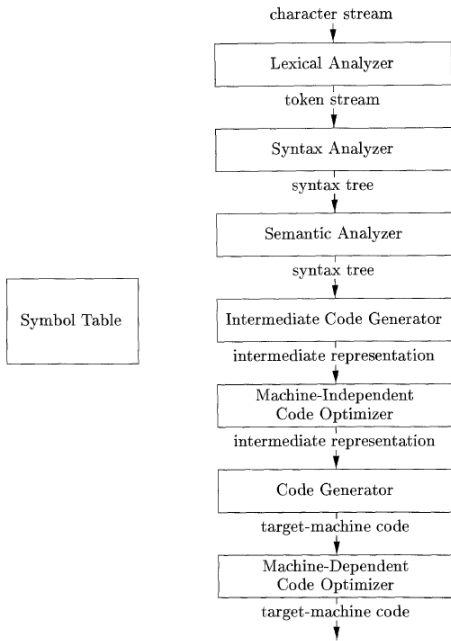 character stream
Lexical Analyzer
token stream
Syntax Analyzer
syntax tree
Semantic Analyzer
syntax tree
Symbol Table
Intermediate Code Generator
intermediate representation
Machine-Independent
Code Optimizer
intermediate representation
Code Generator
target-machine code
Machine-Dependent
Code Optimizer
target-machine code